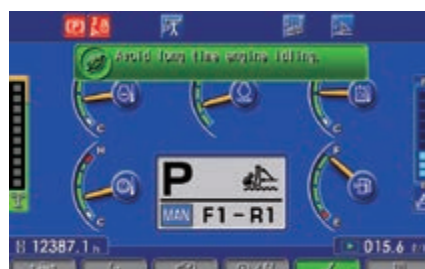 (P)
Avoid long time engine idling.
C
C
C
H
F
P
MAN F1-R1
C
E
12387.1 h
015.6